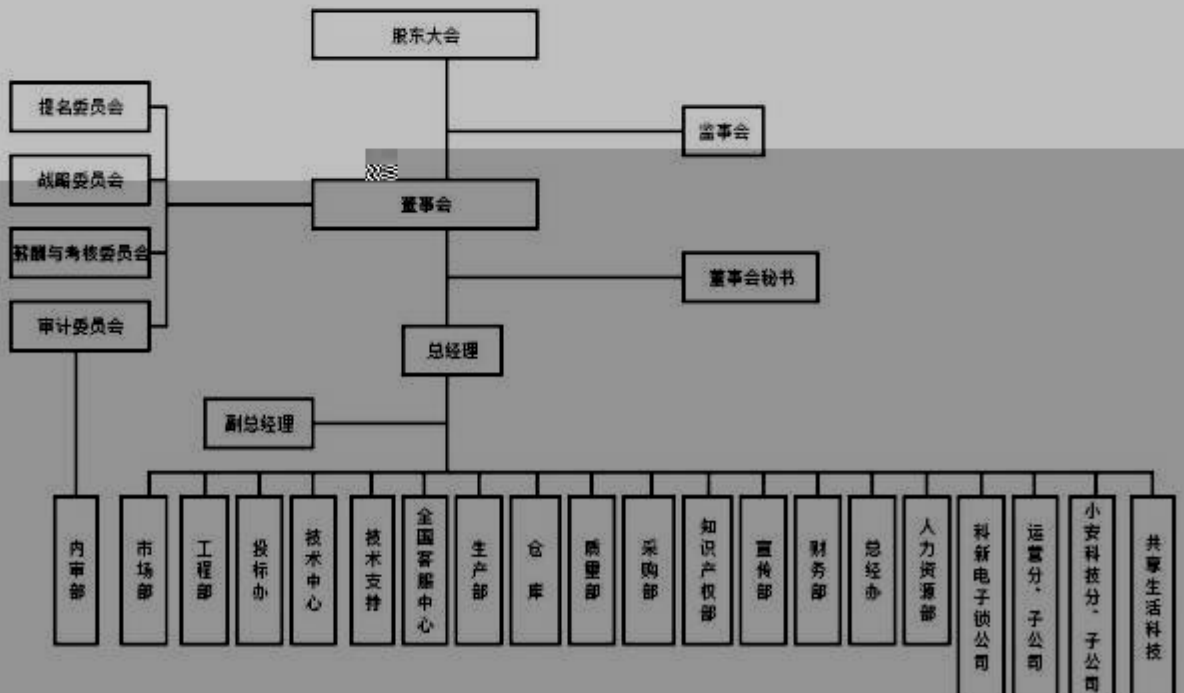 股东大会
提名委员会
监事会
战略委员会
董事会
薪酬与考核委员会
董事会秘书
审计委员会
总经理
副总经理
内审部
市场部
工程部
投标办
技术中心
技术支持
全国客服中心
生产部
仓库
质量部
采购部
知识产权部
宣传部
财务部
总经办
人力资源部
科新电子锁公司
运营分、子公司
小安科技分、子公司
共享生活科技